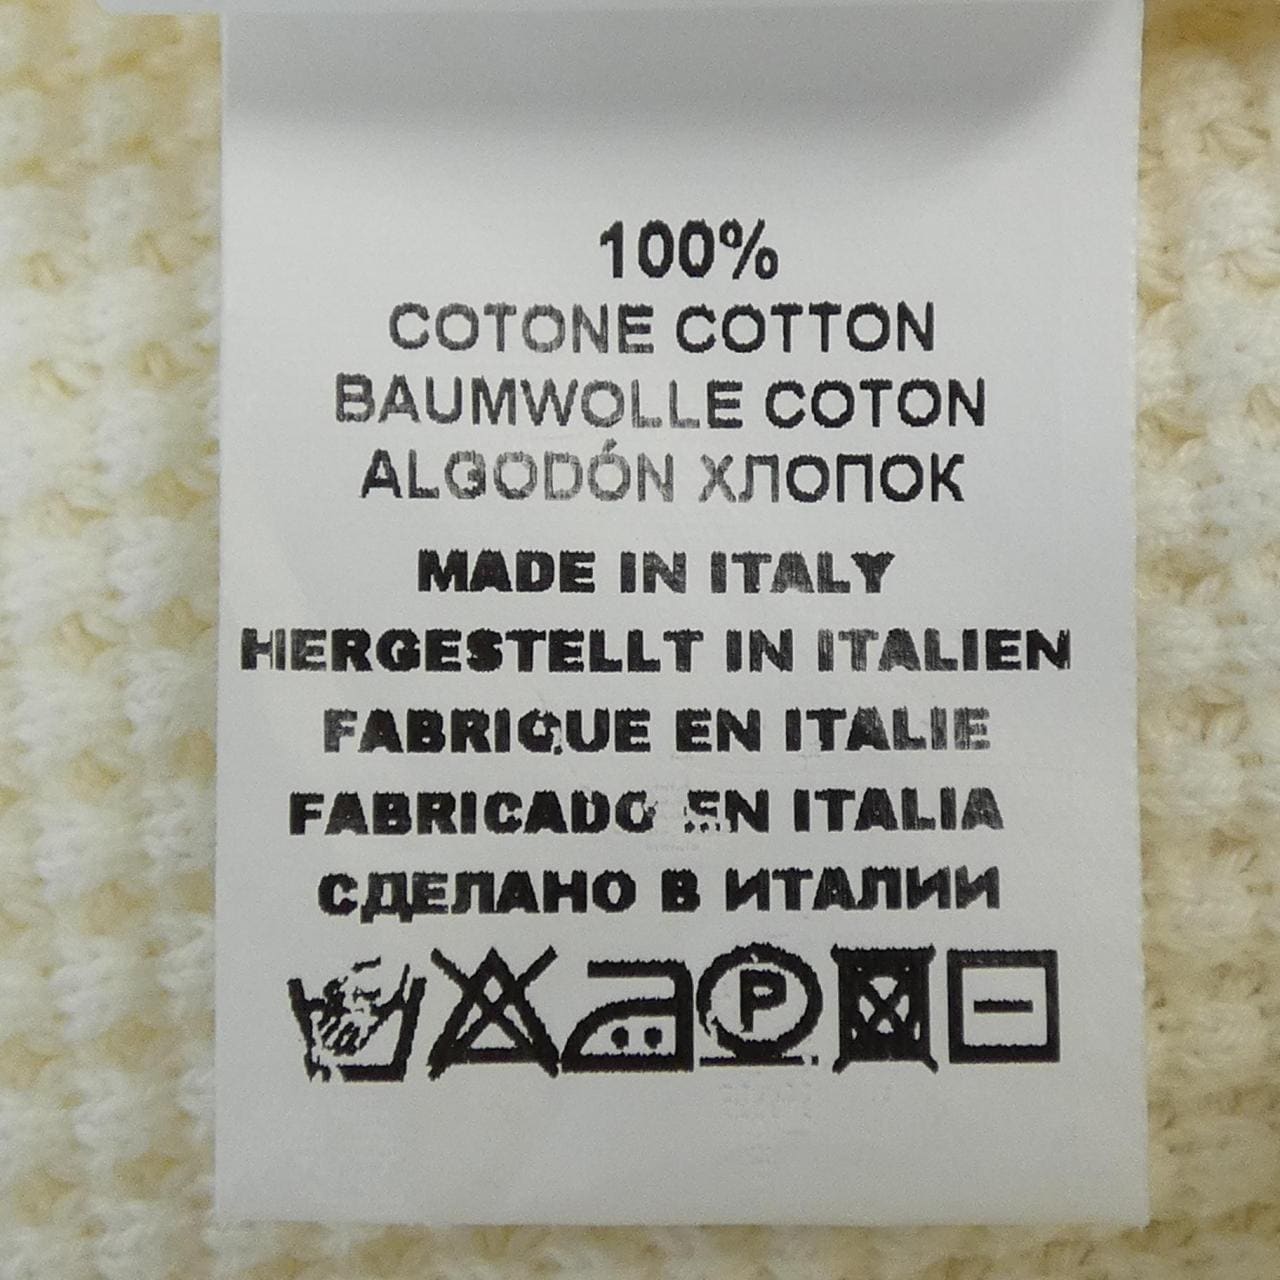 100%
COTONE COTTON
BAUMWOLLE COTON
ALGODÓN ХЛОПОК
MADE IN ITALY
HERGESTELLT IN ITALIEN
FABRIQUE EN ITALIE
FABRICADO EN ITALIA
СДЕЛАНО В ИТАЛИИ
P